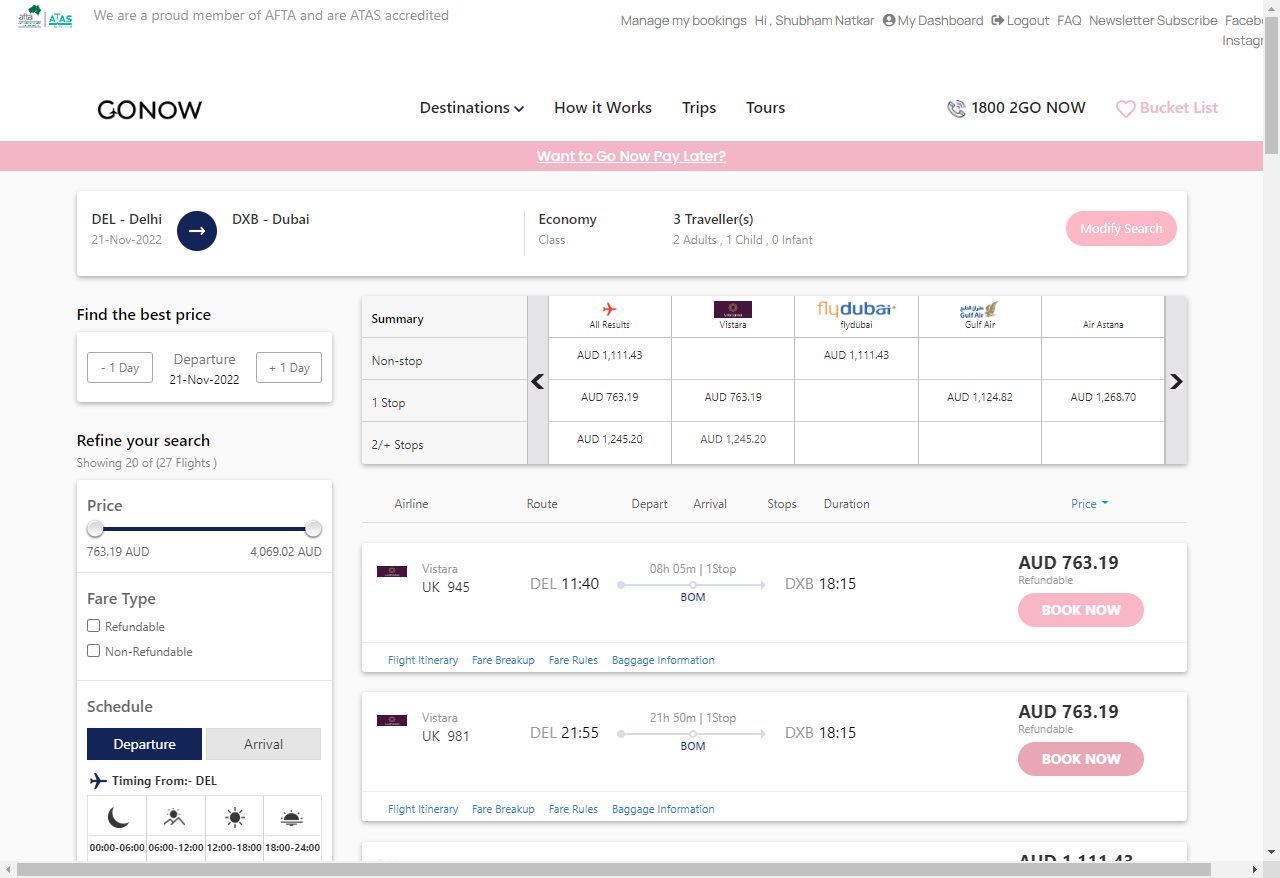 ATAS
We are a proud member of AFTA and are ATAS accredited
Manage my bookings Hi , Shubham Natkar My Dashboard Logout FAQ Newsletter Subscribe
GONOW
Destinations How it Works Trips Tours
1800 2GO NOW Bucket List
Want to Go Now Pay Later?
DEL - Delhi DXB - Dubai Economy 3 Traveller(s)
21-Nov-2022 Class 2 Adults , 1 Child , 0 Infant
Modify Search
Find the best price
- 1 Day Departure + 1 Day
21-Nov-2022
Refine your search
Showing 20 of (27 Flights )
Price
763.19 AUD 4,069.02 AUD
Fare Type
Refundable
Non-Refundable
Schedule
Departure Arrival
Timing From:- DEL
00:00-06:00 06:00-12:00 12:00-18:00 18:00-24:00
Summary All Results Vistara flydubai flydubai Gulf Air Gulf Air Air Astana
Non-stop AUD 1,111.43 AUD 1,111.43
1 Stop AUD 763.19 AUD 763.19 AUD 1,124.82 AUD 1,268.70
2/+ Stops AUD 1,245.20 AUD 1,245.20
Airline Route Depart Arrival Stops Duration Price
Vistara
UK 945
DEL 11:40
08h 05m | 1Stop
BOM
DXB 18:15
AUD 763.19
Refundable
BOOK NOW
Flight Itinerary Fare Breakup Fare Rules Baggage Information
Vistara
UK 981
DEL 21:55
21h 50m | 1Stop
BOM
DXB 18:15
AUD 763.19
Refundable
BOOK NOW
Flight Itinerary Fare Breakup Fare Rules Baggage Information
AUD 1,111.43